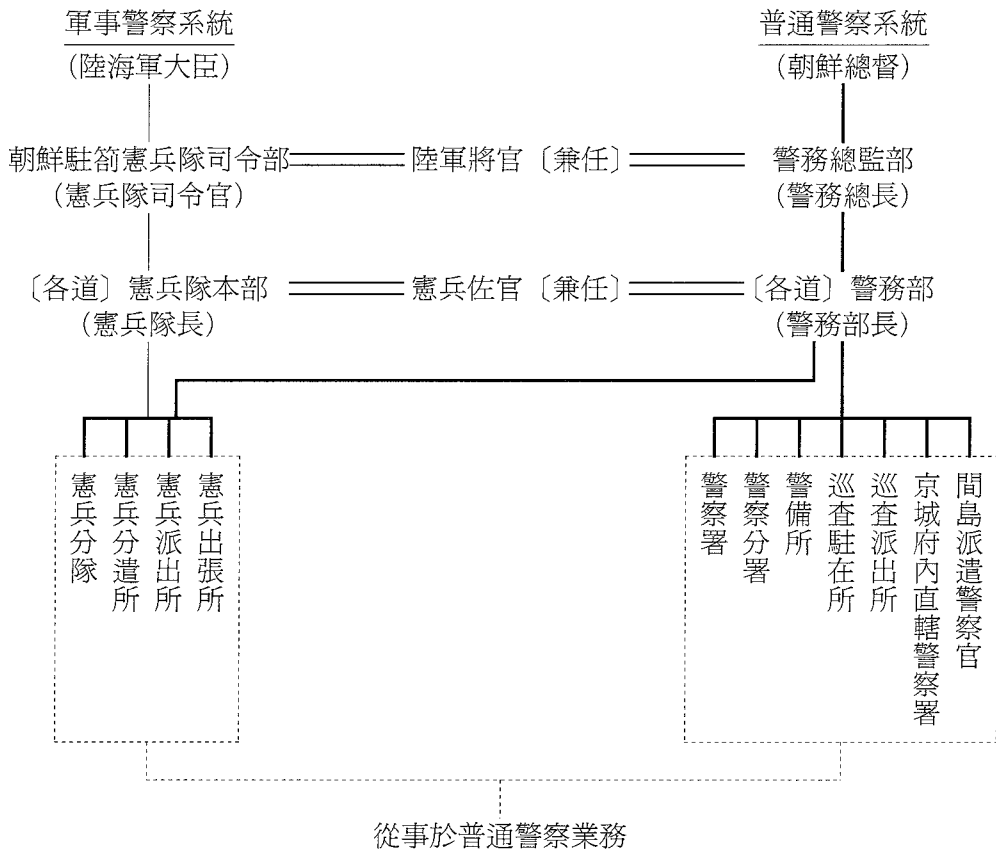 軍事警察系統
(陸海軍大臣)
普通警察系統
(朝鮮總督)
朝鮮駐箚憲兵隊司令部
(憲兵隊司令官)
陸軍將官〔兼任〕
警務總監部
(警務總長)
〔各道〕憲兵隊本部
(憲兵隊長)
憲兵佐官〔兼任〕
〔各道〕警務部
(警務部長)
憲兵分隊
憲兵分遣所
憲兵派出所
憲兵出張所
警察署
警察分署
警備所
巡查駐在所
巡查派出所
京城府內直轄警察署
間島派遣警察官
從事於普通警察業務